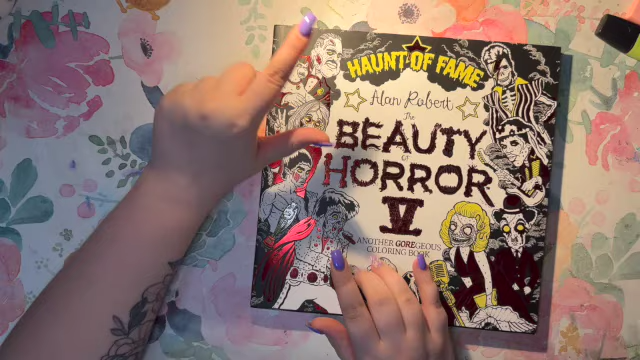 HAUNT OF FAME
Alan Robert
The
BEAUTY
OF
HORROR
V
ANOTHER GOREGEOUS
COLORING BOOK